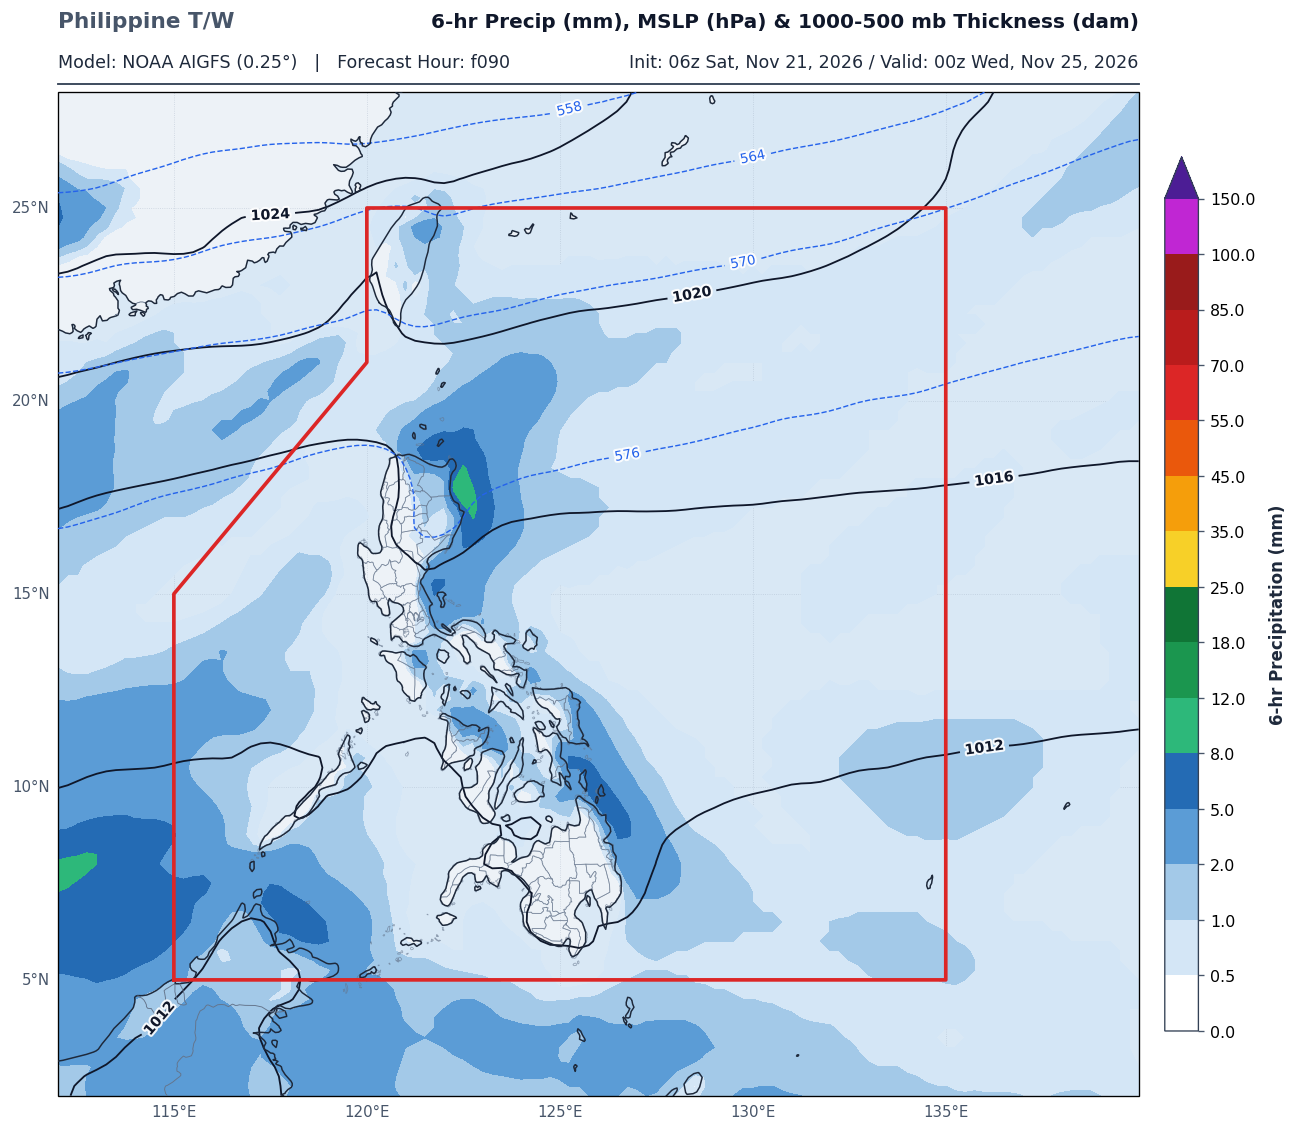 Philippine T/W
6-hr Precip (mm), MSLP (hPa) & 1000-500 mb Thickness (dam)
Model: NOAA AIGFS (0.25°) | Forecast Hour: f090
Init: 06z Sat, Nov 21, 2026 / Valid: 00z Wed, Nov 25, 2026
558
564
1024
570
1020
576
1016
1012
1012
25°N
20°N
15°N
10°N
5°N
115°E
120°E
125°E
130°E
135°E
150.0
100.0
85.0
70.0
55.0
45.0
35.0
25.0
18.0
12.0
8.0
5.0
2.0
1.0
0.5
0.0
6-hr Precipitation (mm)